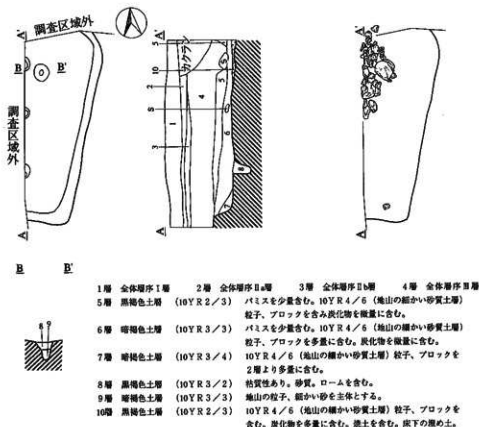 調査区域外
A'
A'
カクラン
5
10
2
1
S
3
4
5
6
7
8
B B'
調査区域外
A
A
A
B B'
8 9
1層 全体層序Ⅰ層 2層 全体層序Ⅱa層 3層 全体層序Ⅱb層 4層 全体層序Ⅲ層
5層 黒褐色土層 (10YR2/3) パミスを少量含む。10YR4/6(地山の細かい砂質土層)
粒子、ブロックを含み炭化物を微量に含む。
6層 暗褐色土層 (10YR3/3) パミスを少量含む。10YR4/6(地山の細かい砂質土層)
粒子、ブロックを多量に含む。炭化物を微量に含む。
7層 暗褐色土層 (10YR3/4) 10YR4/6(地山の細かい砂質土層)粒子、ブロックを
2層より多量に含む。
8層 黒褐色土層 (10YR3/2) 粘質性あり。砂質。ロームを含む。
9層 暗褐色土層 (10YR3/3) 地山の粒子、細かい砂を主体とする。
10層 黒褐色土層 (10YR2/3) 10YR4/6(地山の細かい砂質土層)粒子、ブロックを
含む。炭化物を多量に含む。焼土を含む。床下の埋め土。